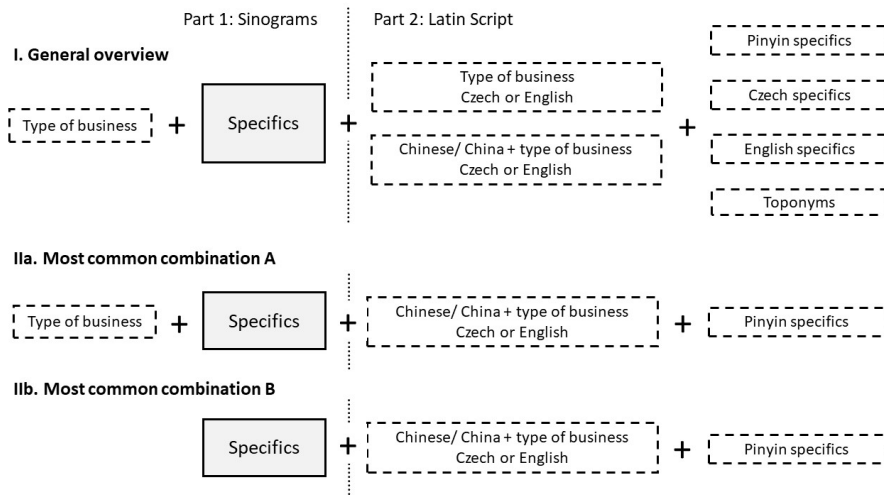 Part 1: Sinograms
Part 2: Latin Script
I. General overview
Type of business
+
Specifics
+
Type of business
Czech or English
Chinese/ China + type of business
Czech or English
+
Pinyin specifics
Czech specifics
English specifics
Toponyms
IIa. Most common combination A
Type of business
+
Specifics
+
Chinese/ China + type of business
Czech or English
+
Pinyin specifics
IIb. Most common combination B
Specifics
+
Chinese/ China + type of business
Czech or English
+
Pinyin specifics